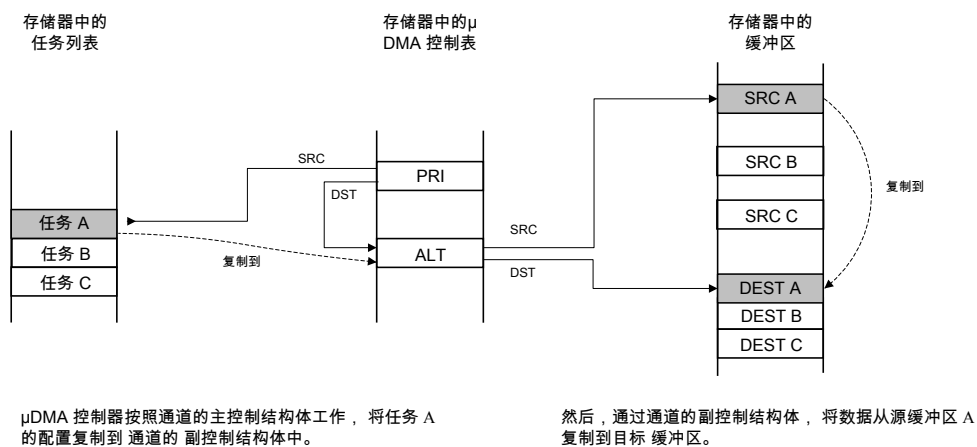 存储器中的
任务列表
存储器中的µ
DMA 控制表
存储器中的
缓冲区
SRC A
SRC B
SRC C
复制到
DEST A
DEST B
DEST C
SRC
PRI
DST
任务 A
任务 B
任务 C
复制到
ALT
SRC
DST
µDMA 控制器按照通道的主控制结构体工作 ,将任务 A
的配置复制到 通道的 副控制结构体中。
然后 ,通过通道的副控制结构体 ,将数据从源缓冲区 A
复制到目标 缓冲区。